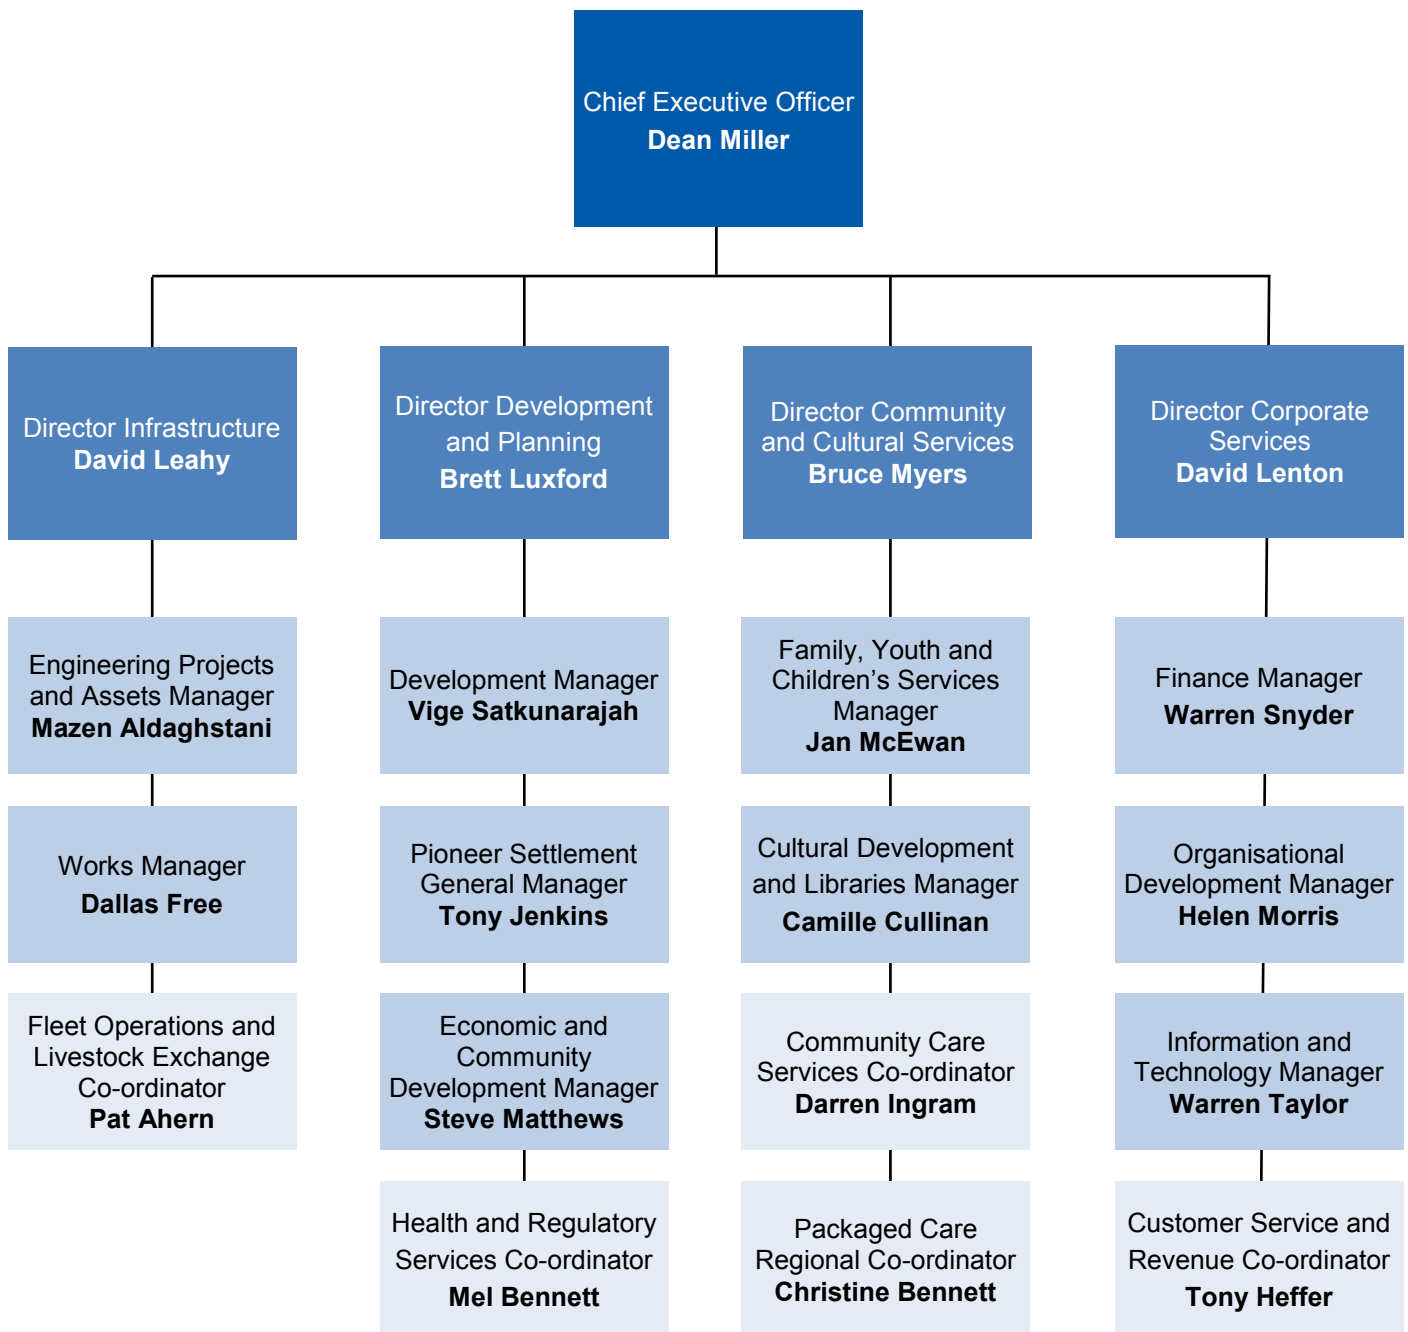 Chief Executive Officer
Dean Miller
Director Infrastructure
David Leahy
Director Development
and Planning
Brett Luxford
Director Community
and Cultural Services
Bruce Myers
Director Corporate
Services
David Lenton
Engineering Projects
and Assets Manager
Mazen Aldaghstani
Development Manager
Vige Satkunarajah
Family, Youth and
Children’s Services
Manager
Jan McEwan
Finance Manager
Warren Snyder
Works Manager
Dallas Free
Pioneer Settlement
General Manager
Tony Jenkins
Cultural Development
and Libraries Manager
Camille Cullinan
Organisational
Development Manager
Helen Morris
Fleet Operations and
Livestock Exchange
Co-ordinator
Pat Ahern
Economic and
Community
Development Manager
Steve Matthews
Community Care
Services Co-ordinator
Darren Ingram
Information and
Technology Manager
Warren Taylor
Health and Regulatory
Services Co-ordinator
Mel Bennett
Packaged Care
Regional Co-ordinator
Christine Bennett
Customer Service and
Revenue Co-ordinator
Tony Heffer